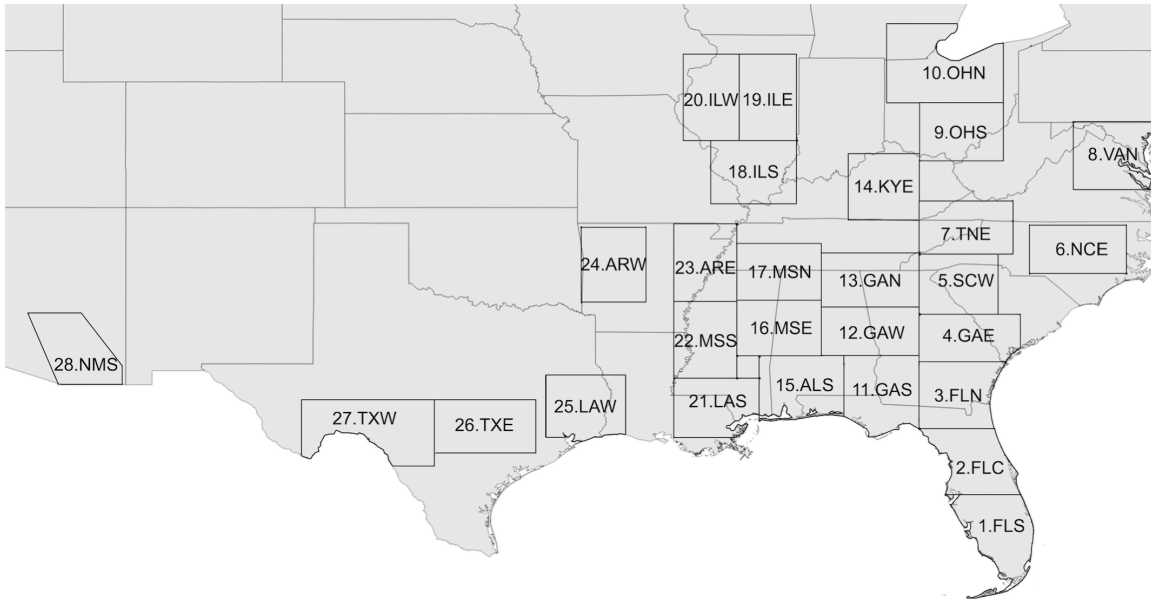 10.OHN
20.ILW
19.ILE
9.OHS
8.VAN
18.ILS
14.KYE
7.TNE
6.NCE
24.ARW
23.ARE
17.MSN
13.GAN
5.SCW
16.MSE
12.GAW
4.GAE
22.MSS
28.NMS
15.ALS
11.GAS
3.FLN
21.LAS
25.LAW
27.TXW
26.TXE
2.FLC
1.FLS